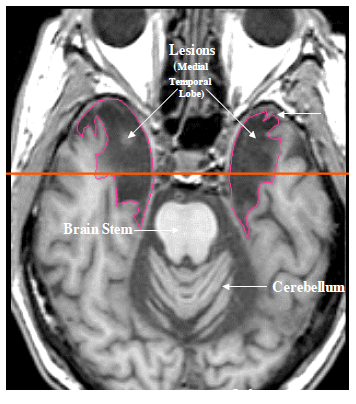 Lesions
(Medial
Temporal
Lobe)
Brain Stem
Cerebellum